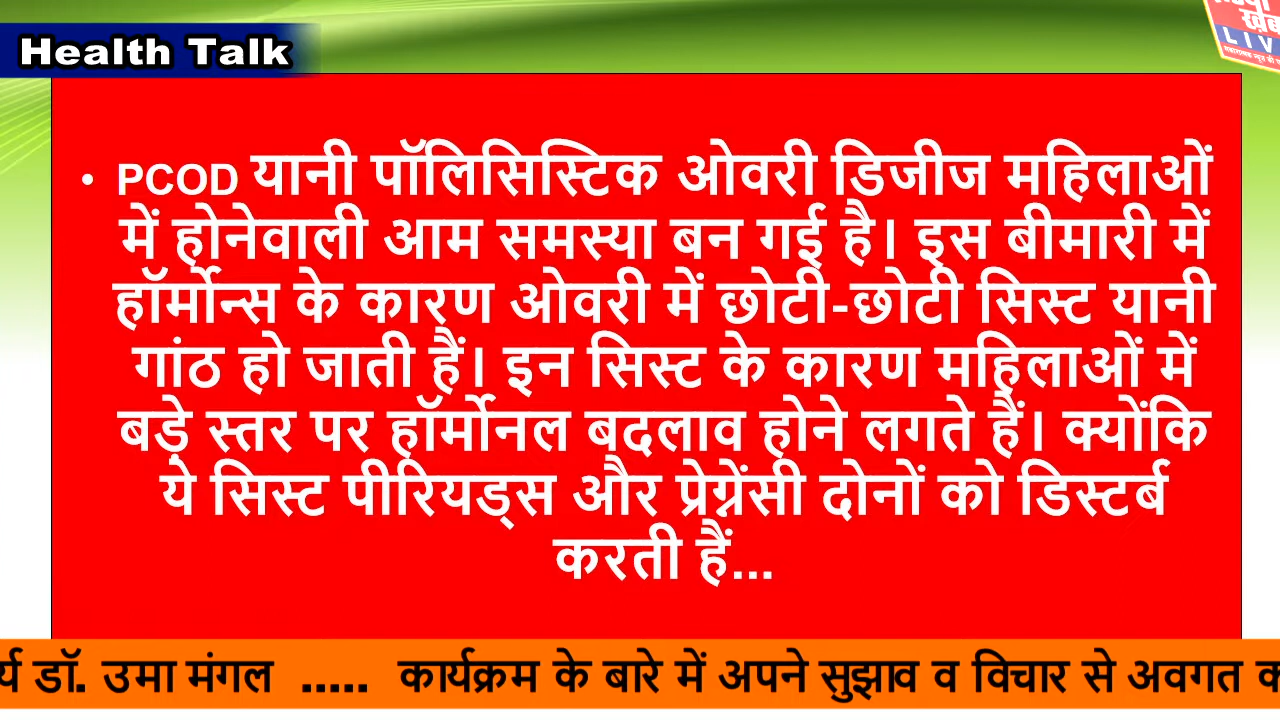 Health Talk
ख़ब
LIV
• PCOD यानी पॉलिसिस्टिक ओवरी डिजीज महिलाओं
में होनेवाली आम समस्या बन गई है। इस बीमारी में
हॉर्मोन्स के कारण ओवरी में छोटी-छोटी सिस्ट यानी
गांठ हो जाती हैं। इन सिस्ट के कारण महिलाओं में
बड़े स्तर पर हॉर्मोनल बदलाव होने लगते हैं। क्योंकि
ये सिस्ट पीरियड्स और प्रेग्नेंसी दोनों को डिस्टर्ब
करती हैं...
र्य डॉ. उमा मंगल ..... कार्यक्रम के बारे में अपने सुझाव व विचार से अवगत क